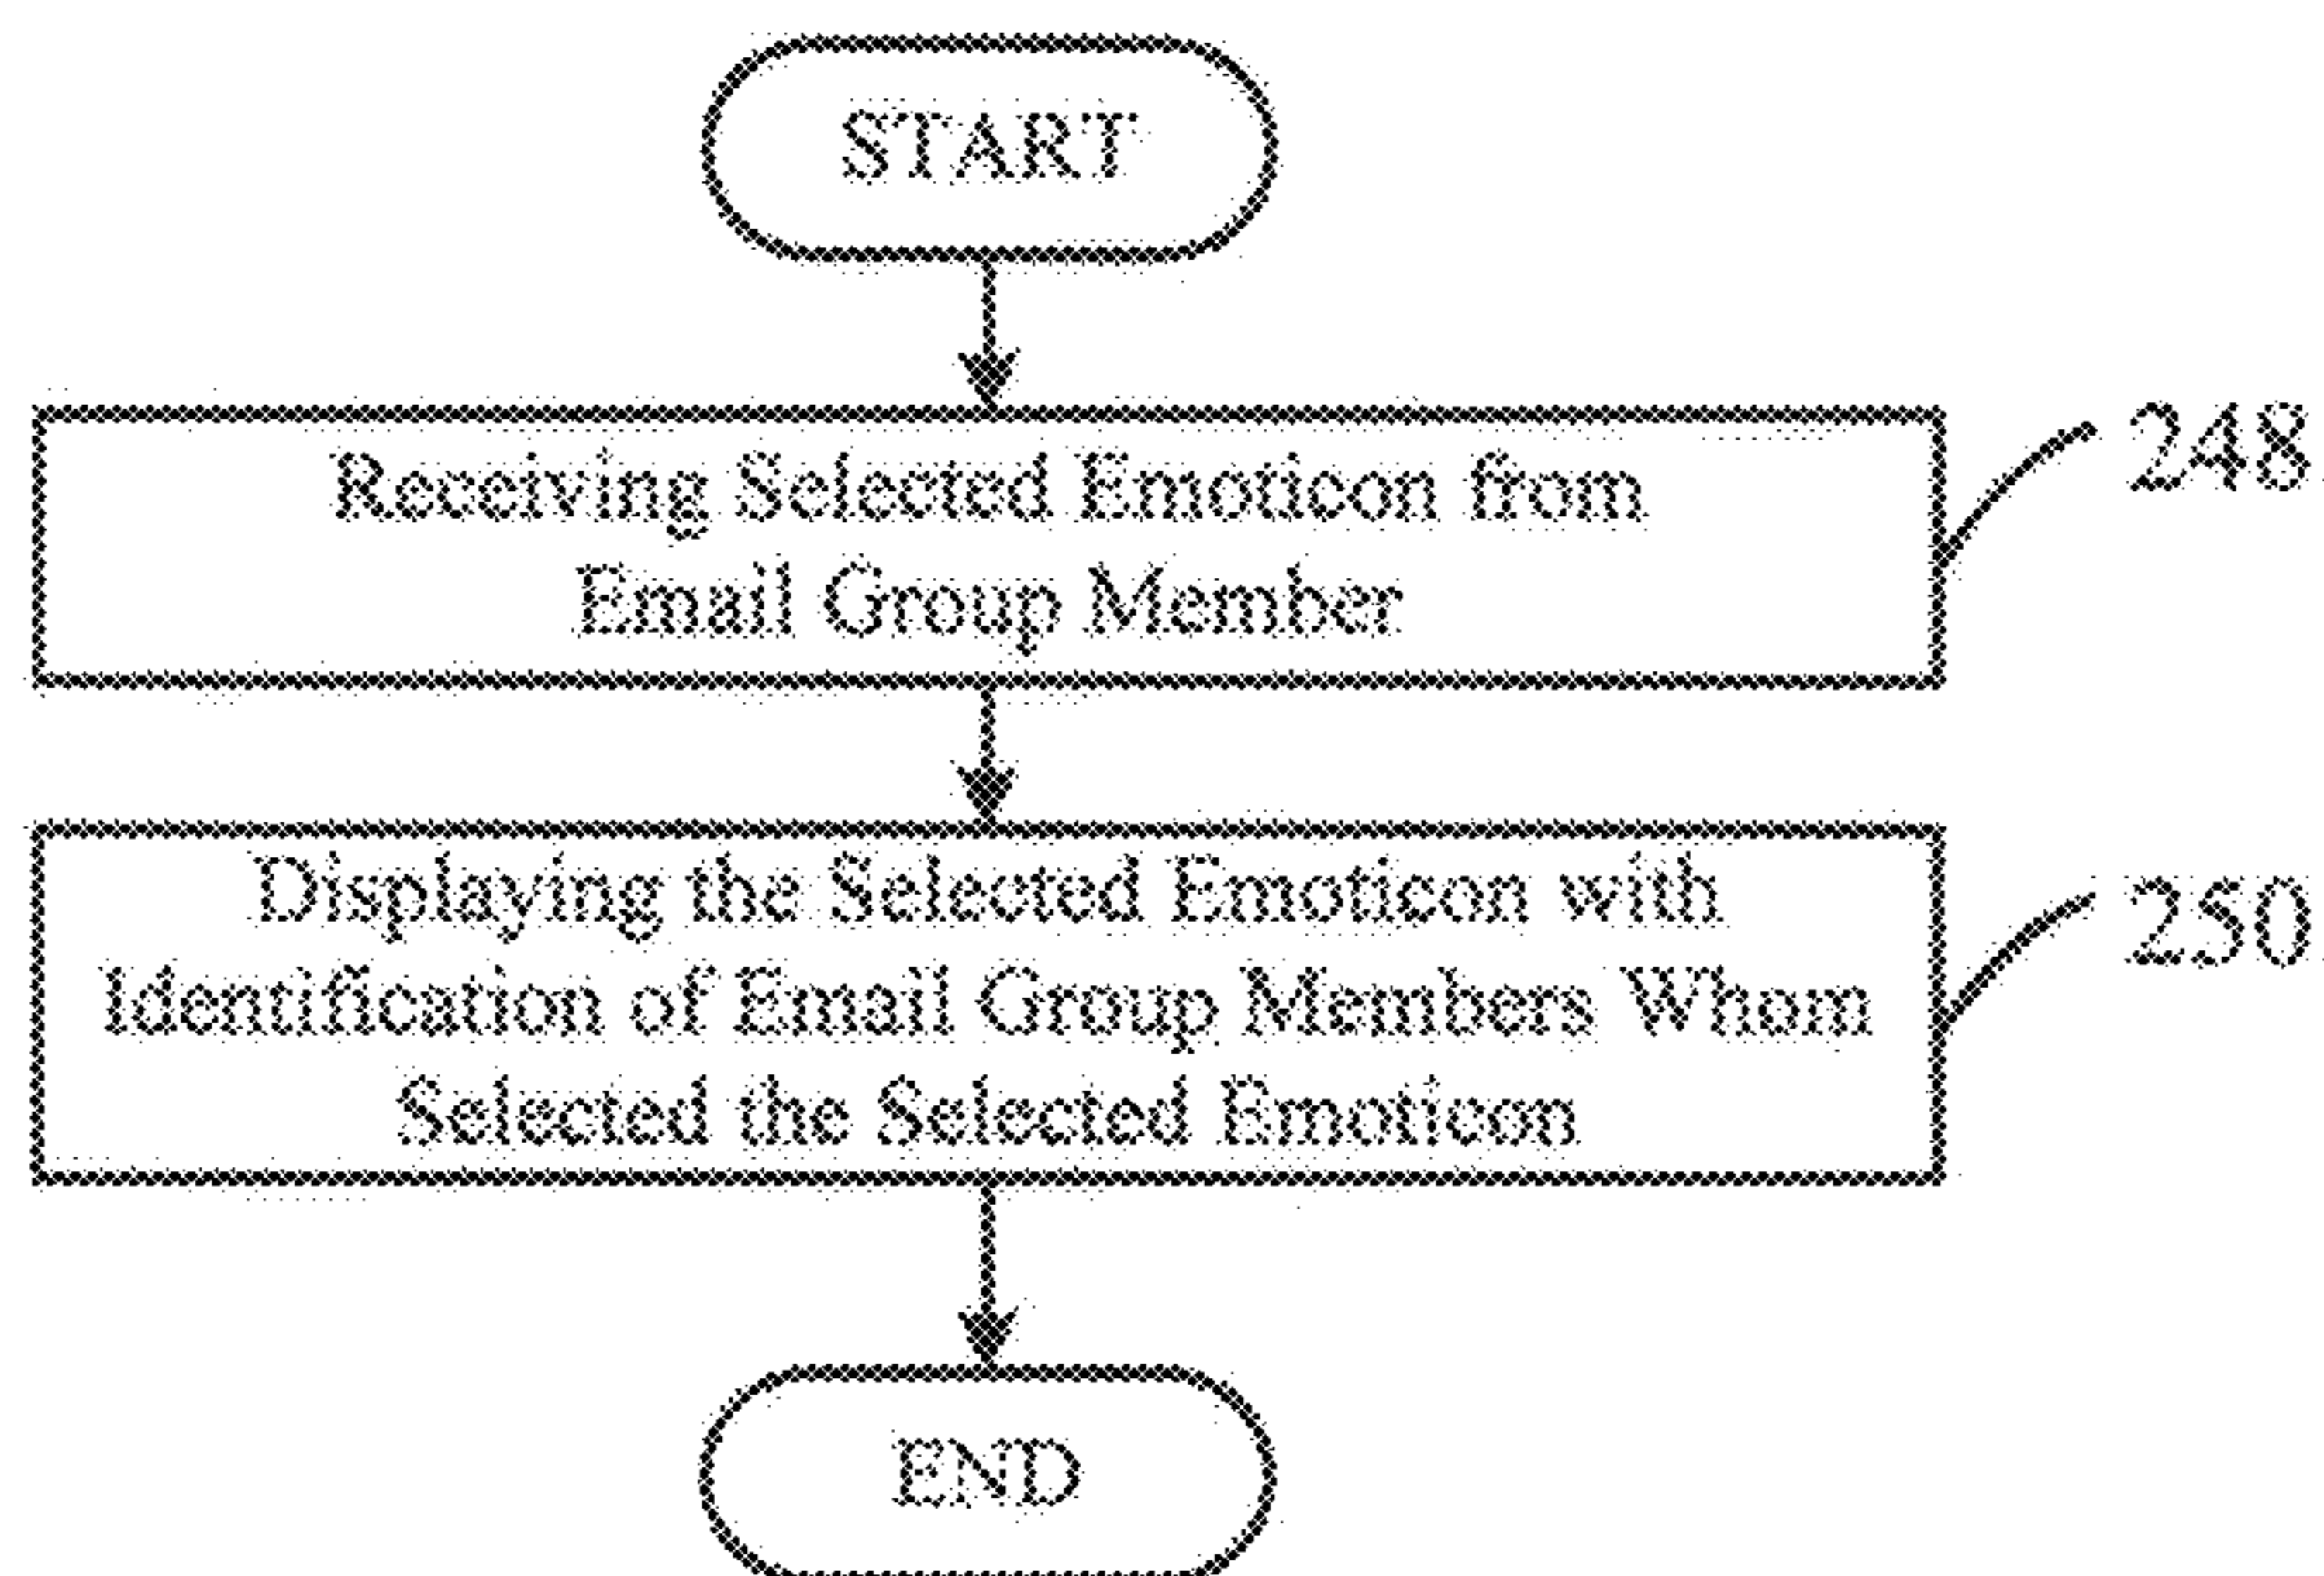 START
Receiving Selected Emoticon from
Email Group Member
248
Displaying the Selected Emoticon with
Identification of Email Group Members Whom
Selected the Selected Emoticon
250
END